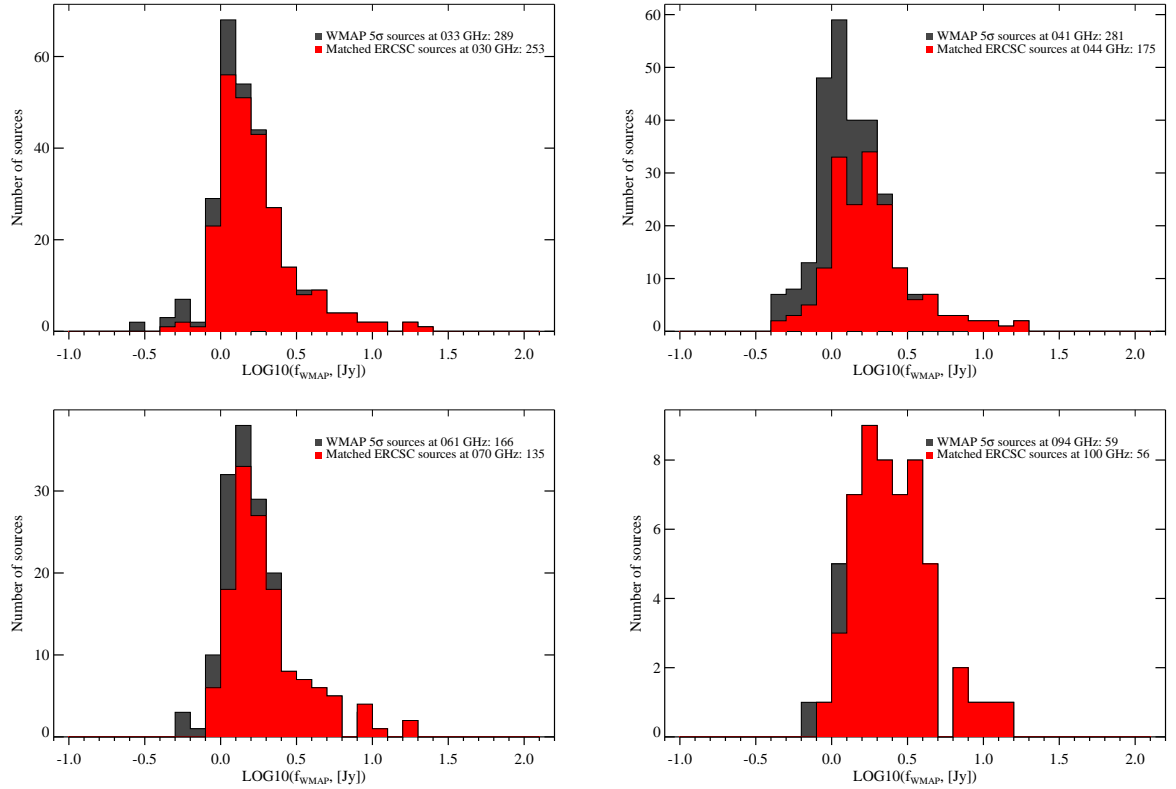 WMAP 5σ sources at 033 GHz: 289
Matched ERCSC sources at 030 GHz: 253
Number of sources
60
40
20
0
-1.0 -0.5 0.0 0.5 1.0 1.5 2.0
LOG10(f_WMAP, [Jy])
WMAP 5σ sources at 041 GHz: 281
Matched ERCSC sources at 044 GHz: 175
Number of sources
60
50
40
30
20
10
0
-1.0 -0.5 0.0 0.5 1.0 1.5 2.0
LOG10(f_WMAP, [Jy])
WMAP 5σ sources at 061 GHz: 166
Matched ERCSC sources at 070 GHz: 135
Number of sources
30
20
10
0
-1.0 -0.5 0.0 0.5 1.0 1.5 2.0
LOG10(f_WMAP, [Jy])
WMAP 5σ sources at 094 GHz: 59
Matched ERCSC sources at 100 GHz: 56
Number of sources
8
6
4
2
0
-1.0 -0.5 0.0 0.5 1.0 1.5 2.0
LOG10(f_WMAP, [Jy])